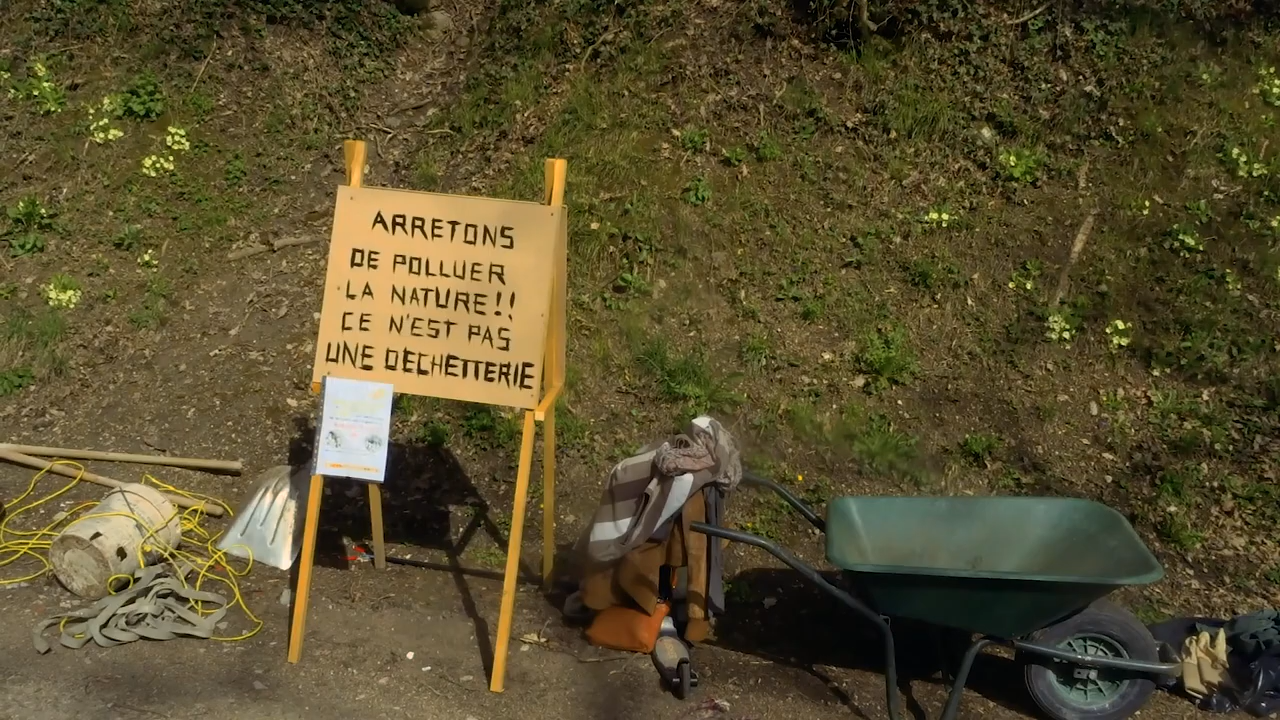 ARRETONS
DE POLLUER
LA NATURE!!
CE N'EST PAS
UNE DECHETTERIE